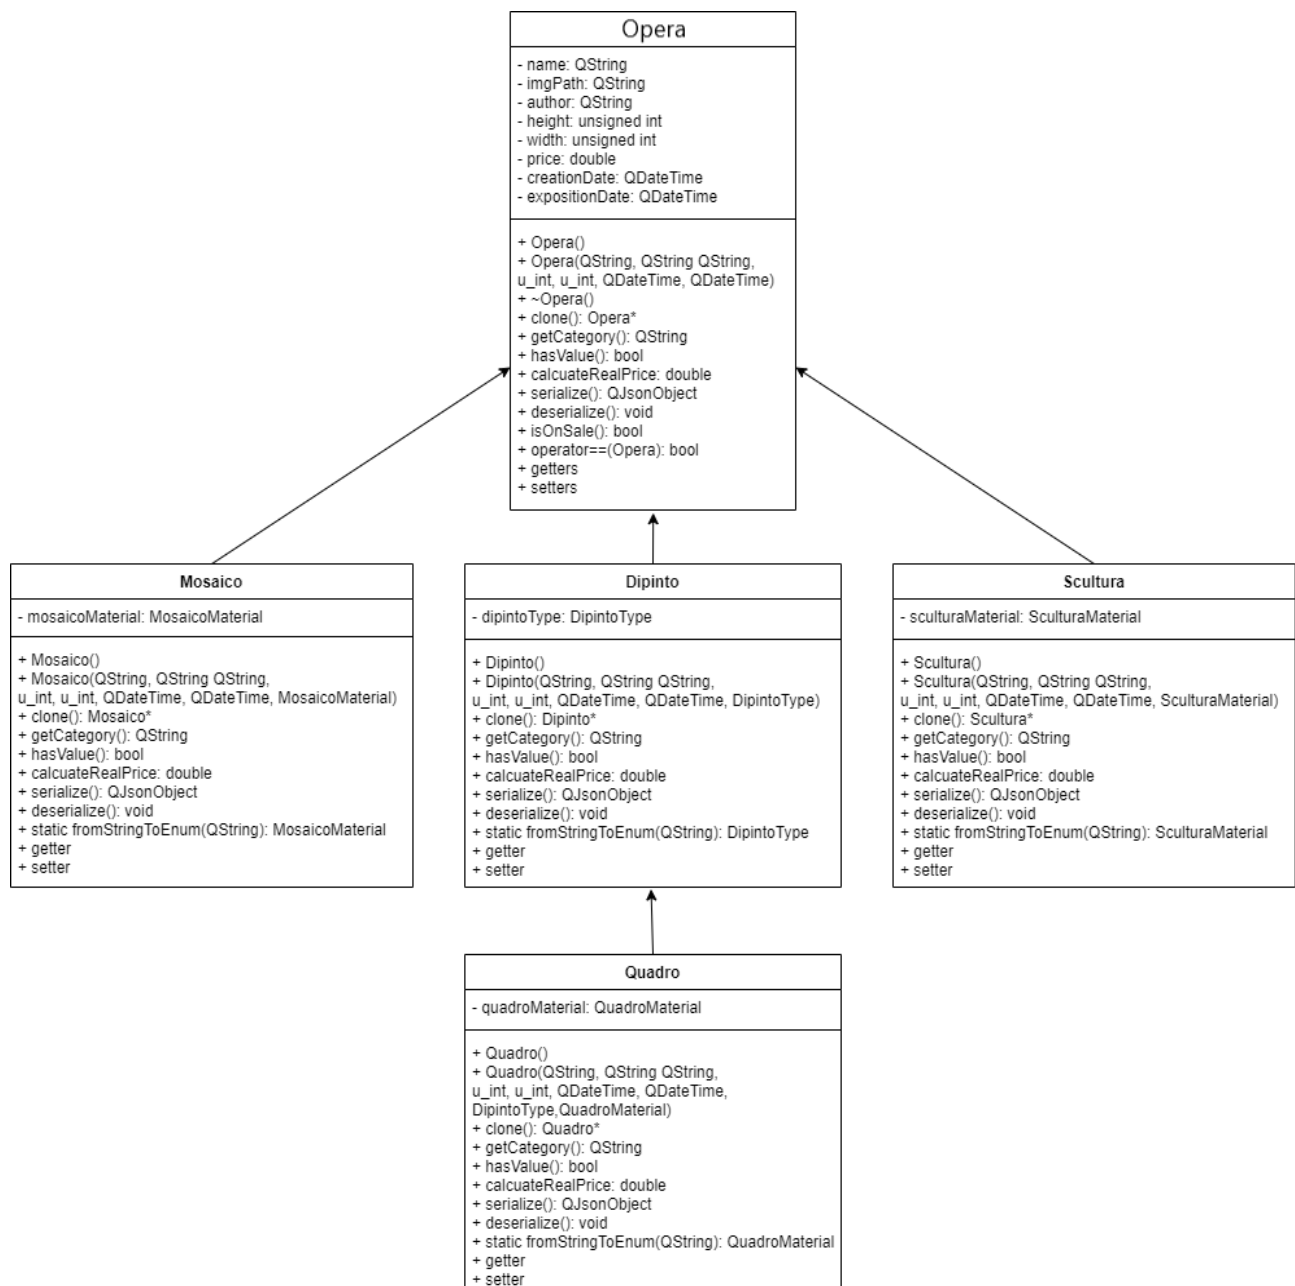 Opera
- name: QString
- imgPath: QString
- author: QString
- height: unsigned int
- width: unsigned int
- price: double
- creationDate: QDateTime
- expositionDate: QDateTime
+ Opera()
+ Opera(QString, QString QString,
u_int, u_int, QDateTime, QDateTime)
+ ~Opera()
+ clone(): Opera*
+ getCategory(): QString
+ hasValue(): bool
+ calcuateRealPrice: double
+ serialize(): QJsonObject
+ deserialize(): void
+ isOnSale(): bool
+ operator==(Opera): bool
+ getters
+ setters
Mosaico
- mosaicoMaterial: MosaicoMaterial
+ Mosaico()
+ Mosaico(QString, QString QString,
u_int, u_int, QDateTime, QDateTime, MosaicoMaterial)
+ clone(): Mosaico*
+ getCategory(): QString
+ hasValue(): bool
+ calcuateRealPrice: double
+ serialize(): QJsonObject
+ deserialize(): void
+ static fromStringToEnum(QString): MosaicoMaterial
+ getter
+ setter
Dipinto
- dipintoType: DipintoType
+ Dipinto()
+ Dipinto(QString, QString QString,
u_int, u_int, QDateTime, QDateTime, DipintoType)
+ clone(): Dipinto*
+ getCategory(): QString
+ hasValue(): bool
+ calcuateRealPrice: double
+ serialize(): QJsonObject
+ deserialize(): void
+ static fromStringToEnum(QString): DipintoType
+ getter
+ setter
Scultura
- sculturaMaterial: SculturaMaterial
+ Scultura()
+ Scultura(QString, QString QString,
u_int, u_int, QDateTime, QDateTime, SculturaMaterial)
+ clone(): Scultura*
+ getCategory(): QString
+ hasValue(): bool
+ calcuateRealPrice: double
+ serialize(): QJsonObject
+ deserialize(): void
+ static fromStringToEnum(QString): SculturaMaterial
+ getter
+ setter
Quadro
- quadroMaterial: QuadroMaterial
+ Quadro()
+ Quadro(QString, QString QString,
u_int, u_int, QDateTime, QDateTime,
DipintoType,QuadroMaterial)
+ clone(): Quadro*
+ getCategory(): QString
+ hasValue(): bool
+ calcuateRealPrice: double
+ serialize(): QJsonObject
+ deserialize(): void
+ static fromStringToEnum(QString): QuadroMaterial
+ getter
+ setter